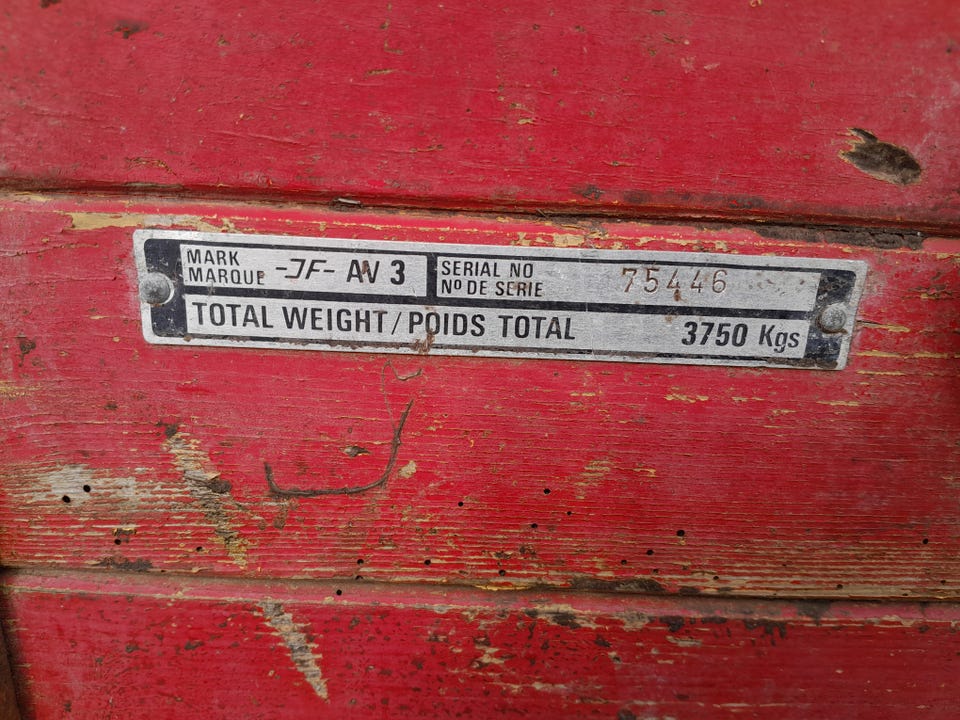 MARK
MARQUE
-JF- AV 3
SERIAL NO
Nº DE SERIE
75446
TOTAL WEIGHT/POIDS TOTAL 3750 Kgs